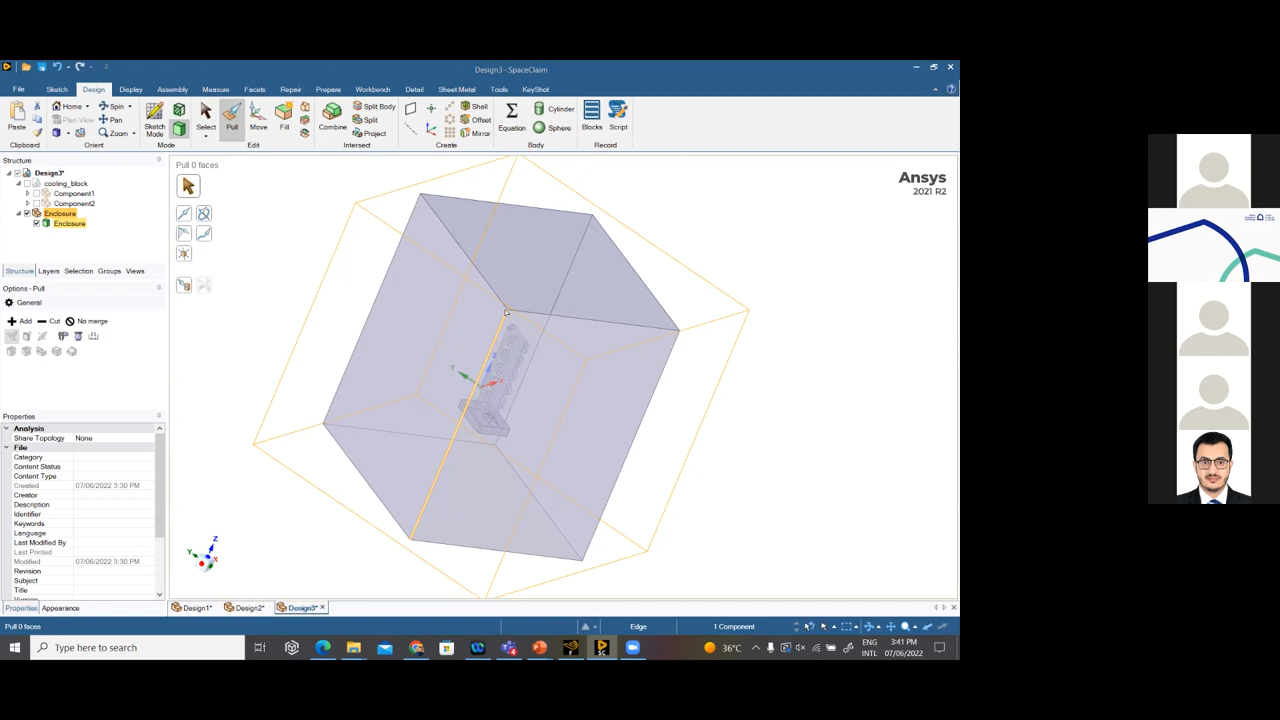 Design3 - SpaceClaim
File Sketch Design Display Assembly Measure Facets Repair Prepare Workbench Detail Sheet Metal Tools KeyShot
Home Spin Split Body Shell Cylinder
Plan View Pan Split Offset
Paste Zoom Sketch Mode Select Pull Move Fill Combine Project Mirror Equation Sphere Blocks Script
Clipboard Orient Mode Edit Intersect Create Body Record
Structure
Design3*
cooling_block
Component1
Component2
Enclosure
Enclosure
Structure Layers Selection Groups Views
Options - Pull
General
Add Cut No merge
Properties
Analysis
Share Topology None
File
Category
Content Status
Content Type
Created 07/06/2022 3:30 PM
Creator
Description
Identifier
Keywords
Language
Last Modified By
Last Printed
Modified 07/06/2022 3:30 PM
Revision
Subject
Title
Properties Appearance
Pull 0 faces
Ansys
2021 R2
Z
Y
X
Z
Y
X
Design1* Design2* Design3*
Pull 0 faces Edge 1 Component
Type here to search
36°C
ENG
INTL
3:41 PM
07/06/2022